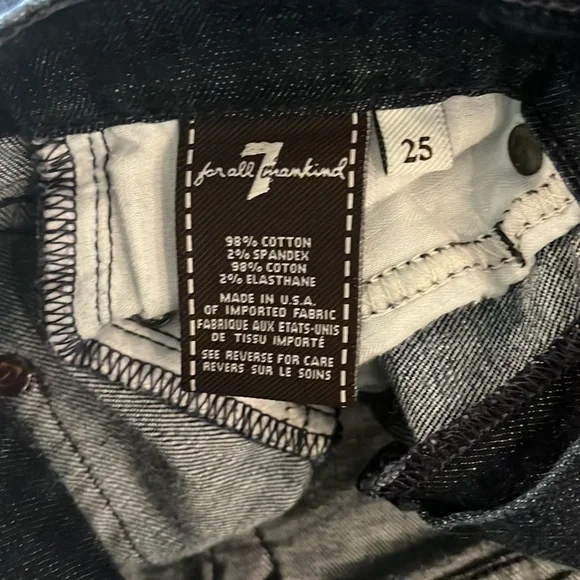 for all 7 mankind
25
98% COTTON
2% SPANDEX
98% COTON
2% ELASTHANE
MADE IN U.S.A.
OF IMPORTED FABRIC
FABRIQUE AUX ETATS-UNIS
DE TISSU IMPORTÉ
SEE REVERSE FOR CARE
REVERS SUR LE SOINS